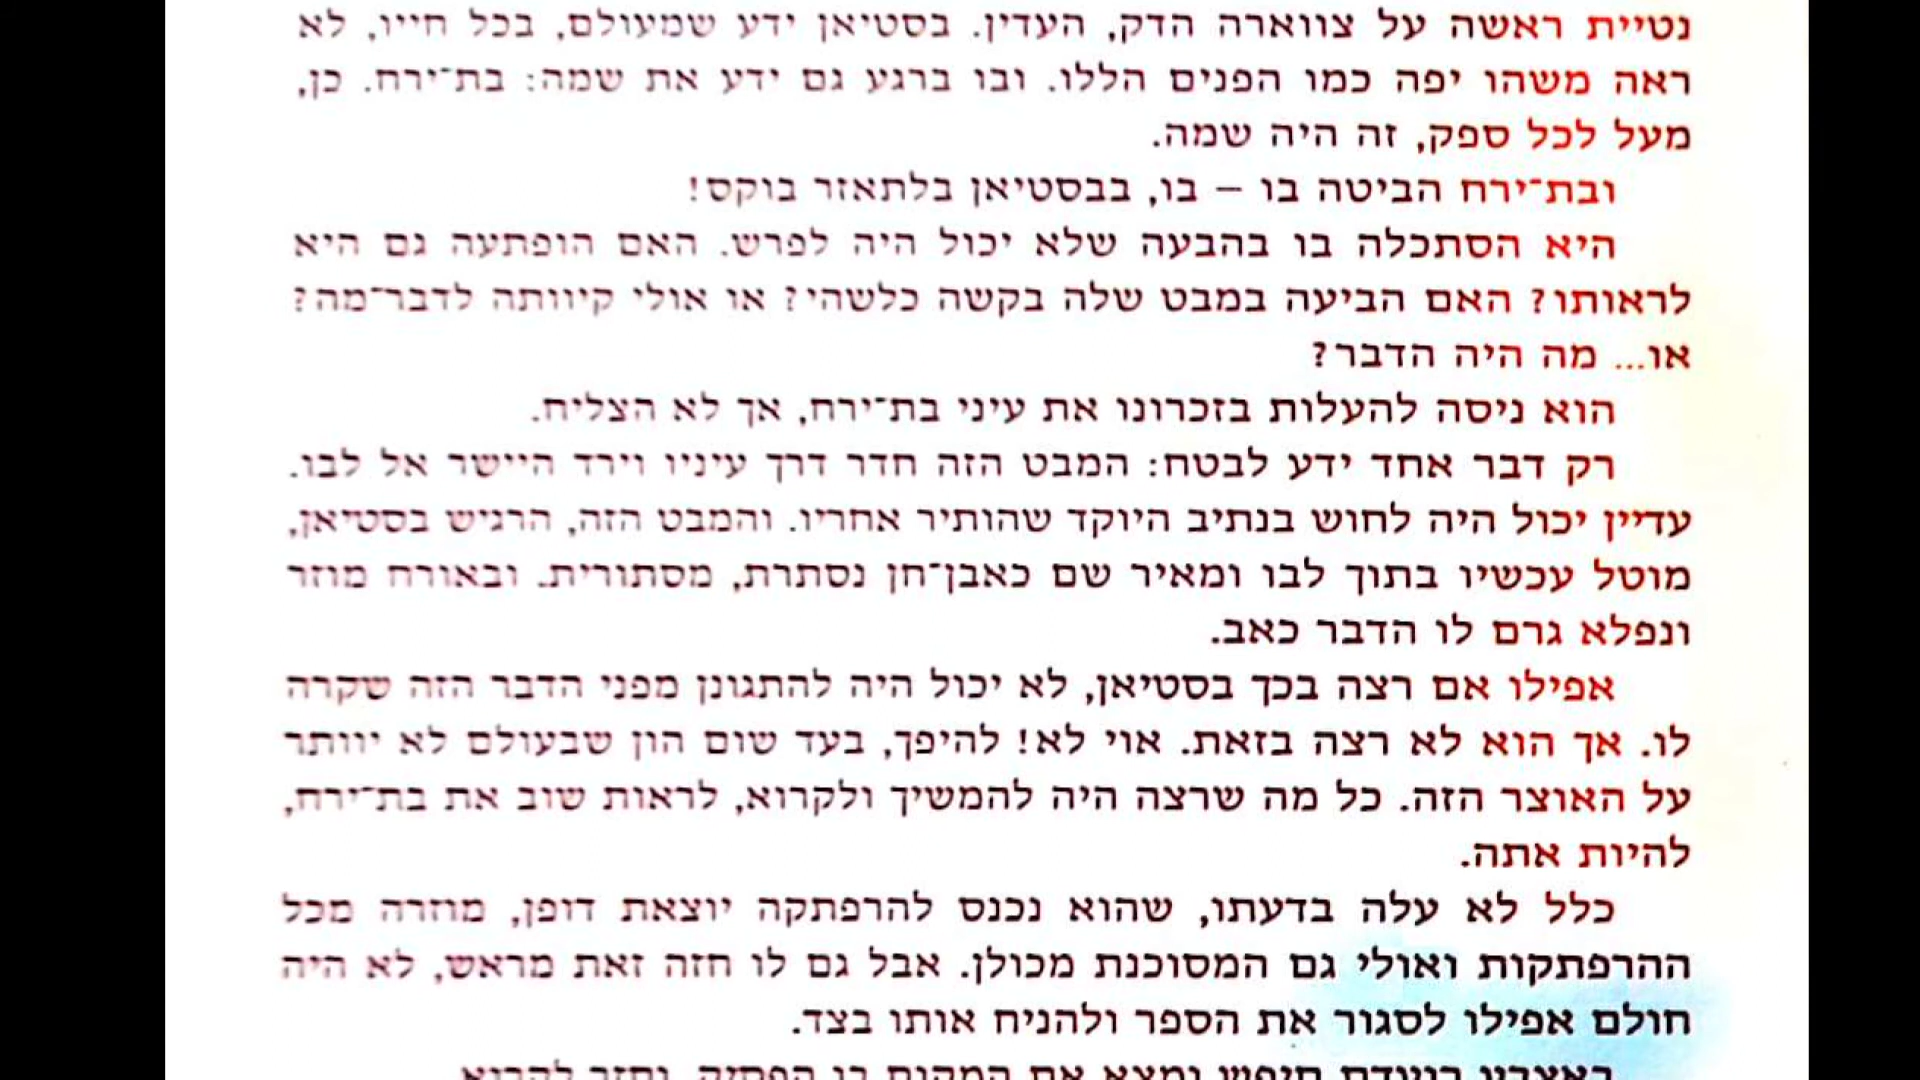 נטיית ראשה על צווארה הדק, העדין. בסטיאן ידע שמעולם, בכל חייו, לא
ראה משהו יפה כמו הפנים הללו. ובו ברגע גם ידע את שמה: בת־ירח. כן,
מעל לכל ספק, זה היה שמה.
ובת־ירח הביטה בו – בו, בבסטיאן בלתאזר בוקס!
היא הסתכלה בו בהבעה שלא יכול היה לפרש. האם הופתעה גם היא
לראותו? האם הביעה במבט שלה בקשה כלשהי? או אולי קיוותה לדבר־מה?
או... מה היה הדבר?
הוא ניסה להעלות בזכרונו את עיני בת־ירח, אך לא הצליח.
רק דבר אחד ידע לבטח: המבט הזה חדר דרך עיניו וירד היישר אל לבו.
עדיין יכול היה לחוש בנתיב היוקד שהותיר אחריו. והמבט הזה, הרגיש בסטיאן,
מוטל עכשיו בתוך לבו ומאיר שם כאבן־חן נסתרת, מסתורית. ובאורח מוזר
ונפלא גרם לו הדבר כאב.
אפילו אם רצה בכך בסטיאן, לא יכול היה להתגונן מפני הדבר הזה שקרה
לו. אך הוא לא רצה בזאת. אוי לא! להיפך, בעד שום הון שבעולם לא יוותר
על האוצר הזה. כל מה שרצה היה להמשיך ולקרוא, לראות שוב את בת־ירח,
להיות אתה.
כלל לא עלה בדעתו, שהוא נכנס להרפתקה יוצאת דופן, מוזרה מכל
ההרפתקות ואולי גם המסוכנת מכולן. אבל גם לו חזה זאת מראש, לא היה
חולם אפילו לסגור את הספר ולהניח אותו בצד.
באצבע רועדת חיפש ומצא את המקום בו הפסיק, וחזר לקרוא